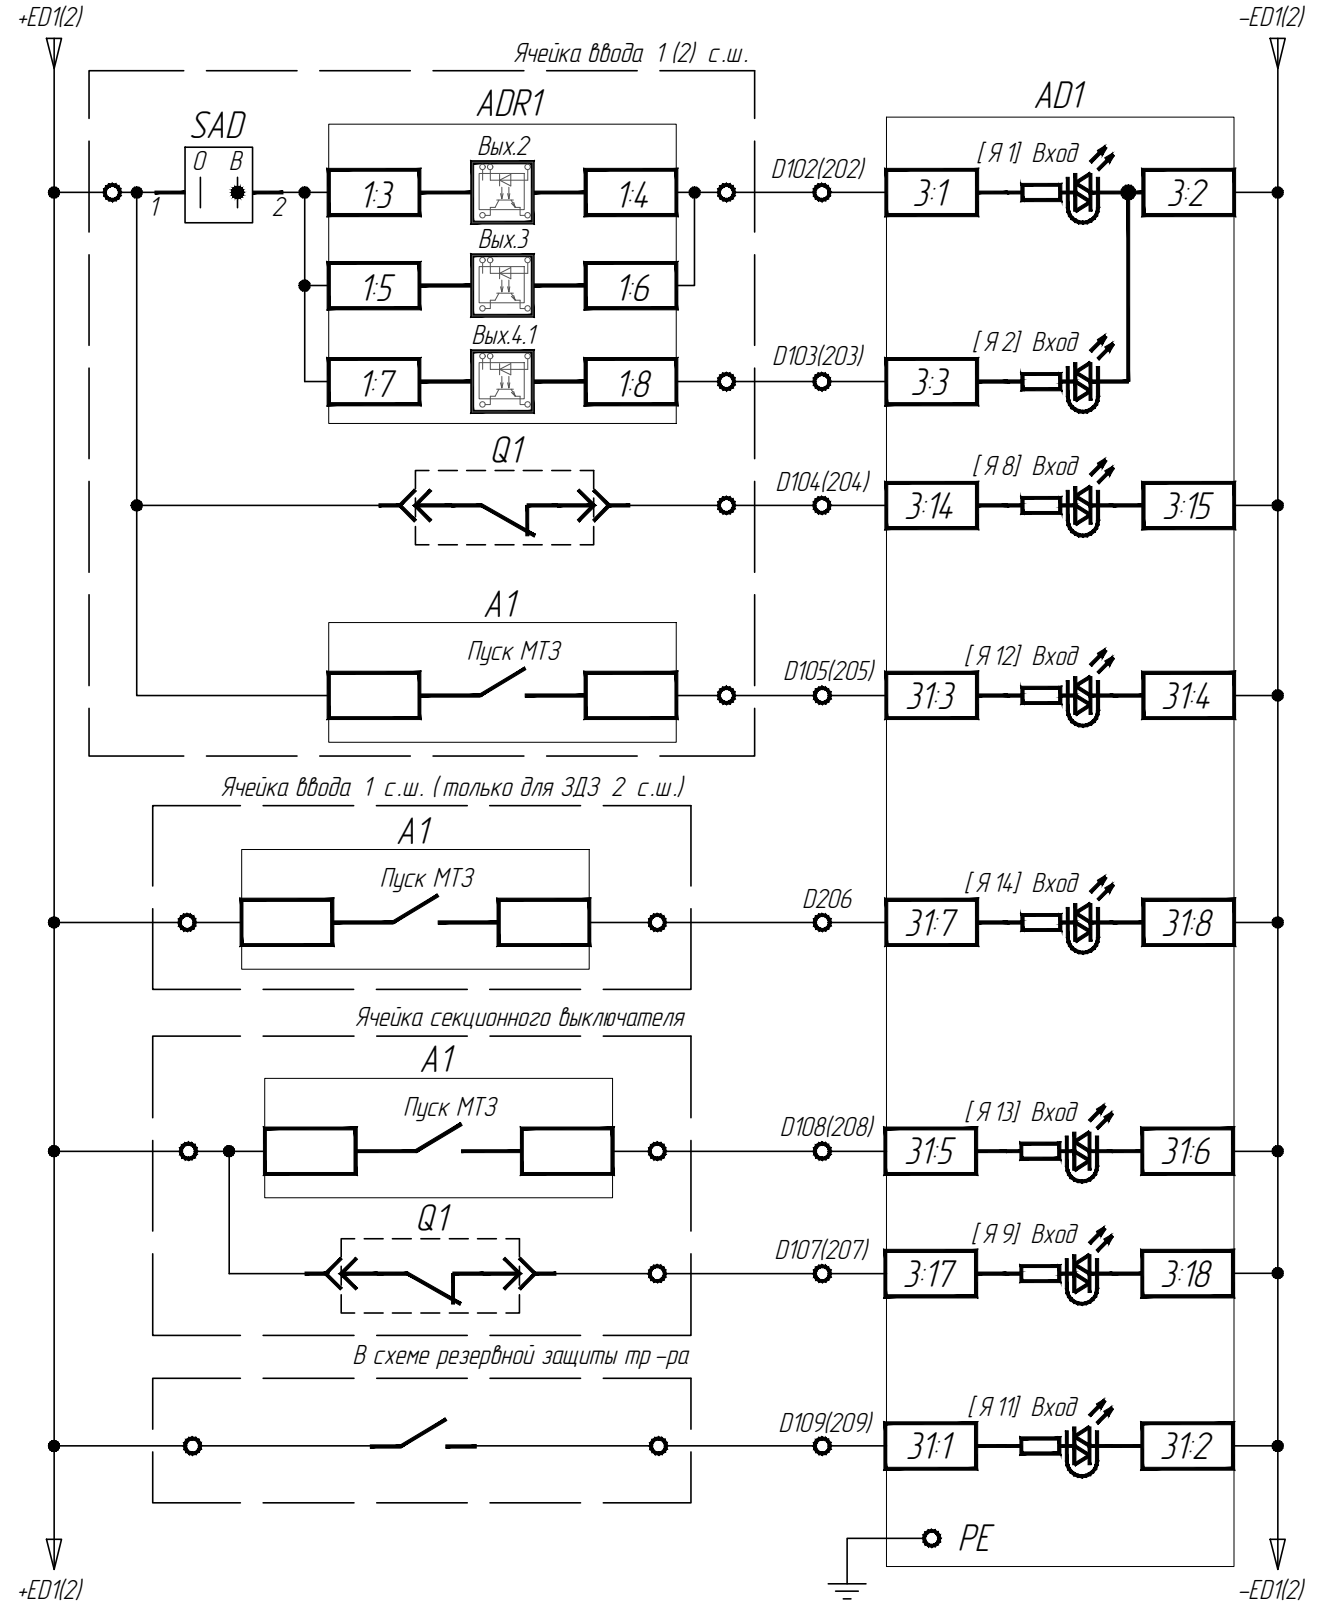 +ED1(2)
–ED1(2)
Ячейка ввода 1 (2) с.ш.
ADR1
AD1
SAD
О В
1
2
Вых.2
1:3
1:4
D102(202)
3:1
[Я 1] Вход
3:2
Вых.3
1:5
1:6
Вых.4.1
1:7
1:8
D103(203)
3:3
[Я 2] Вход
Q1
D104(204)
3:14
[Я 8] Вход
3:15
A1
Пуск МТЗ
D105(205)
31:3
[Я 12] Вход
31:4
Ячейка ввода 1 с.ш. (только для ЗДЗ 2 с.ш.)
A1
Пуск МТЗ
D206
31:7
[Я 14] Вход
31:8
Ячейка секционного выключателя
A1
Пуск МТЗ
D108(208)
31:5
[Я 13] Вход
31:6
Q1
D107(207)
3:17
[Я 9] Вход
3:18
В схеме резервной защиты тр–ра
D109(209)
31:1
[Я 11] Вход
31:2
PE
+ED1(2)
–ED1(2)